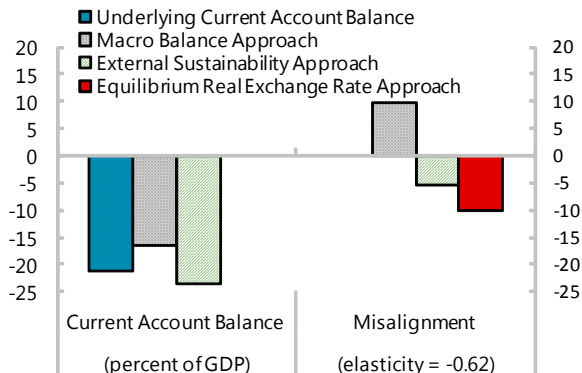 Underlying Current Account Balance
Macro Balance Approach
External Sustainability Approach
Equilibrium Real Exchange Rate Approach
20 20
15 15
10 10
5 5
0 0
-5 -5
-10 -10
-15 -15
-20 -20
-25 -25
Current Account Balance Misalignment
(percent of GDP) (elasticity = -0.62)